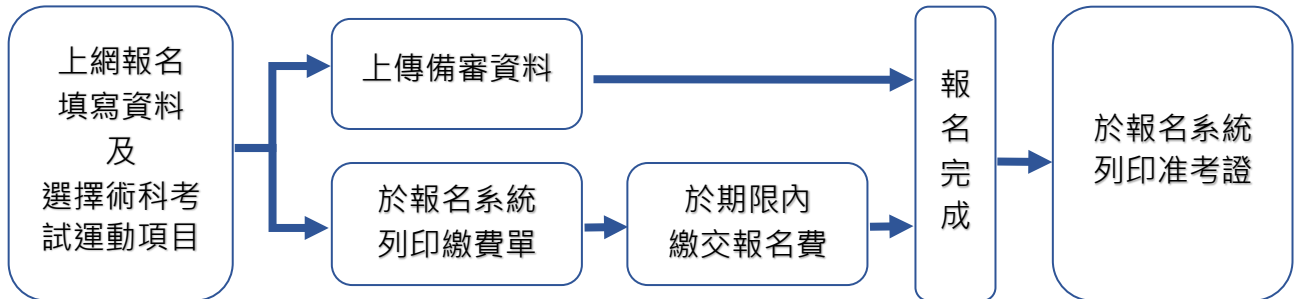 上網報名
填寫資料
及
選擇術科考
試運動項目
上傳備審資料
於報名系統
列印繳費單
於期限內
繳交報名費
報
名
完
成
於報名系統
列印准考證